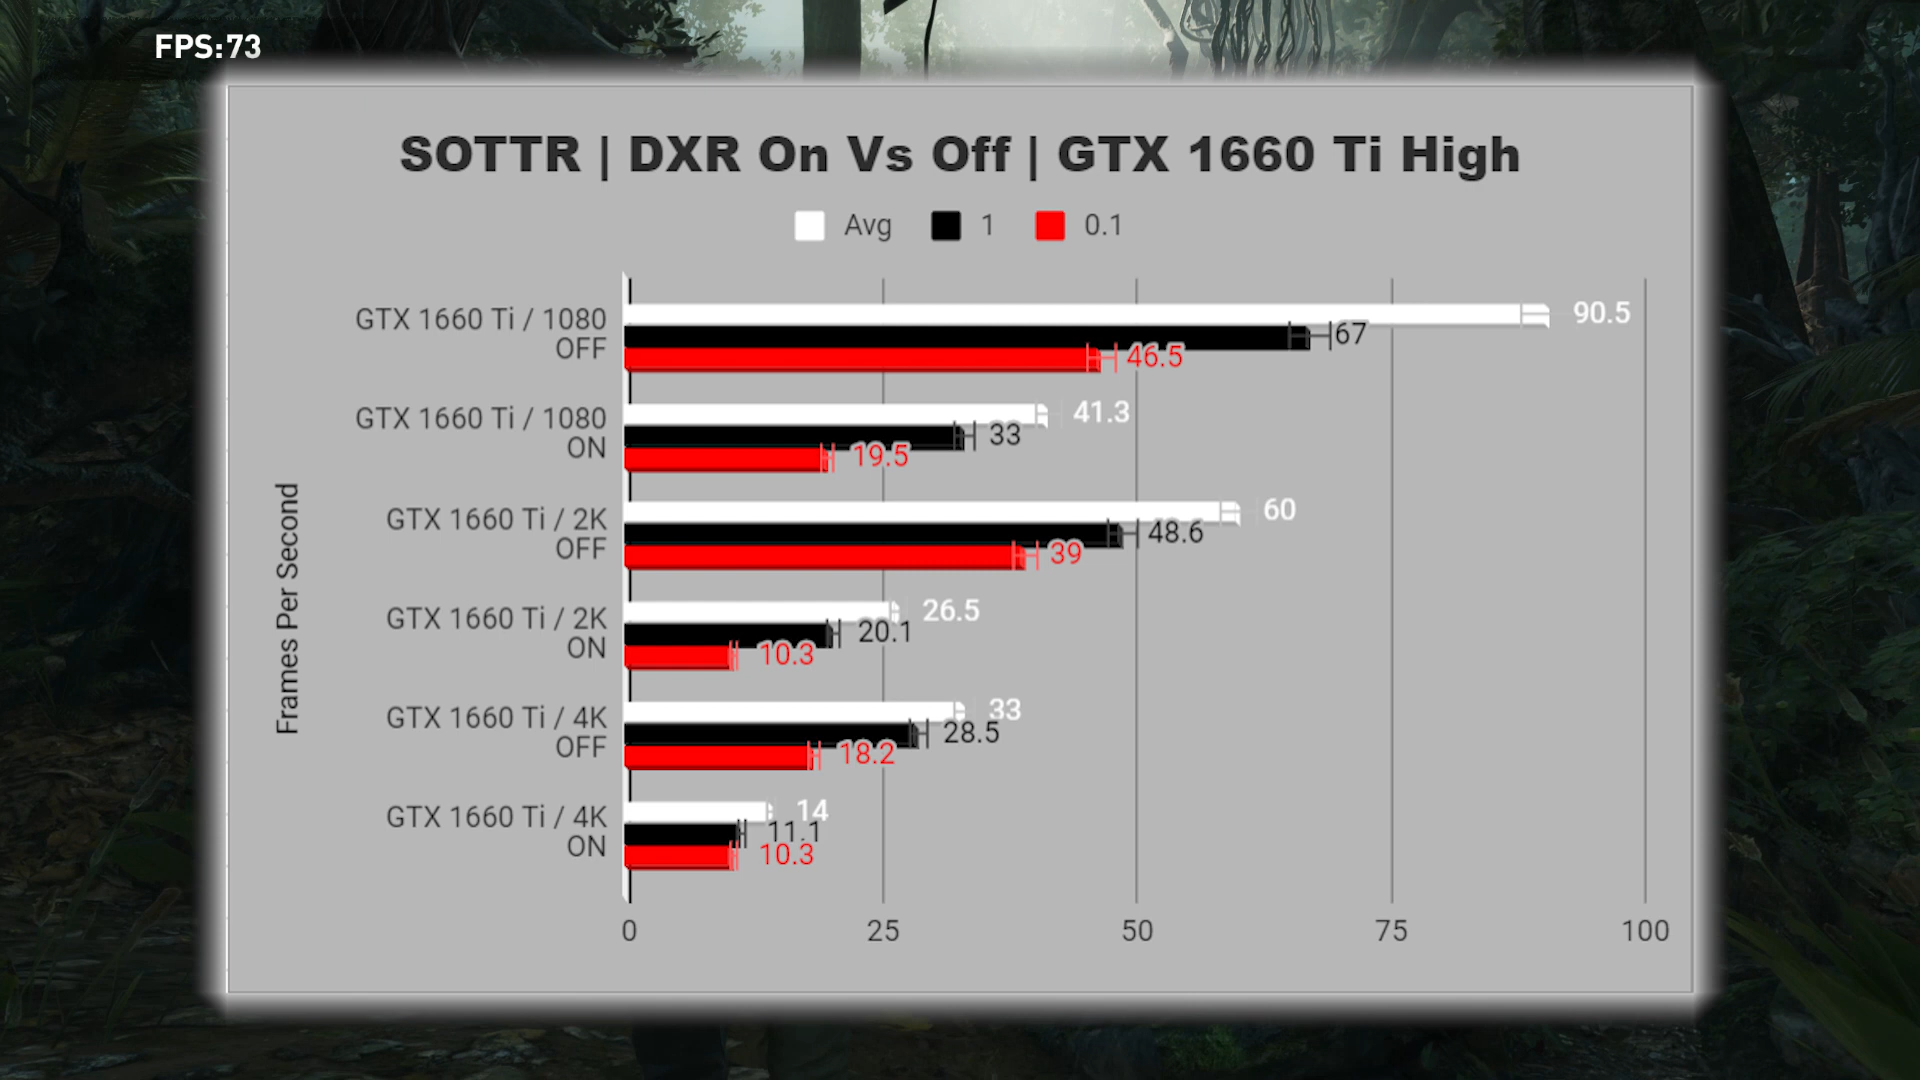 FPS:73
SOTTR | DXR On Vs Off | GTX 1660 Ti High
Avg 1 0.1
Frames Per Second
GTX 1660 Ti / 1080
OFF
90.5
67
46.5
GTX 1660 Ti / 1080
ON
41.3
33
19.5
GTX 1660 Ti / 2K
OFF
60
48.6
39
GTX 1660 Ti / 2K
ON
26.5
20.1
10.3
GTX 1660 Ti / 4K
OFF
33
28.5
18.2
GTX 1660 Ti / 4K
ON
14
11.1
10.3
0 25 50 75 100